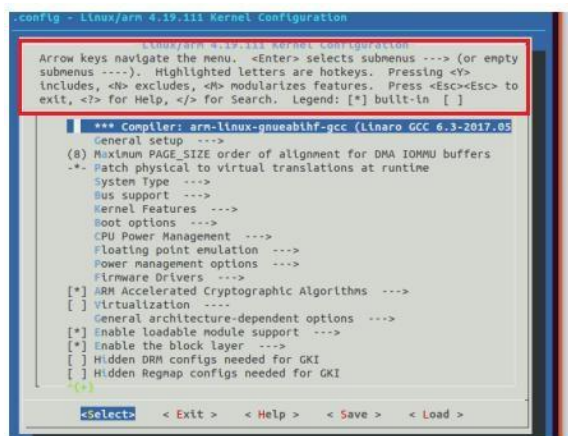 .config - Linux/arm 4.19.111 Kernel Configuration
Linux/arm 4.19.111 Kernel Configuration
Arrow keys navigate the menu.  <Enter> selects submenus ---> (or empty
submenus ----).  Highlighted letters are hotkeys.  Pressing <Y>
includes, <N> excludes, <M> modularizes features.  Press <Esc><Esc> to
exit, <?> for Help, </> for Search.  Legend: [*] built-in  [ ]
*** Compiler: arm-linux-gnueabihf-gcc (Linaro GCC 6.3-2017.05
General setup  --->
(8) Maximum PAGE_SIZE order of alignment for DMA IOMMU buffers
-*- Patch physical to virtual translations at runtime
System Type  --->
Bus support  --->
Kernel Features  --->
Boot options  --->
CPU Power Management  --->
Floating point emulation  --->
Power management options  --->
Firmware Drivers  --->
[*] ARM Accelerated Cryptographic Algorithms  --->
[ ] Virtualization  ----
General architecture-dependent options  --->
[*] Enable loadable module support  --->
[*] Enable the block layer  --->
[ ] Hidden DRM configs needed for GKI
[ ] Hidden Regmap configs needed for GKI
^(+)
<Select>    < Exit >    < Help >    < Save >    < Load >